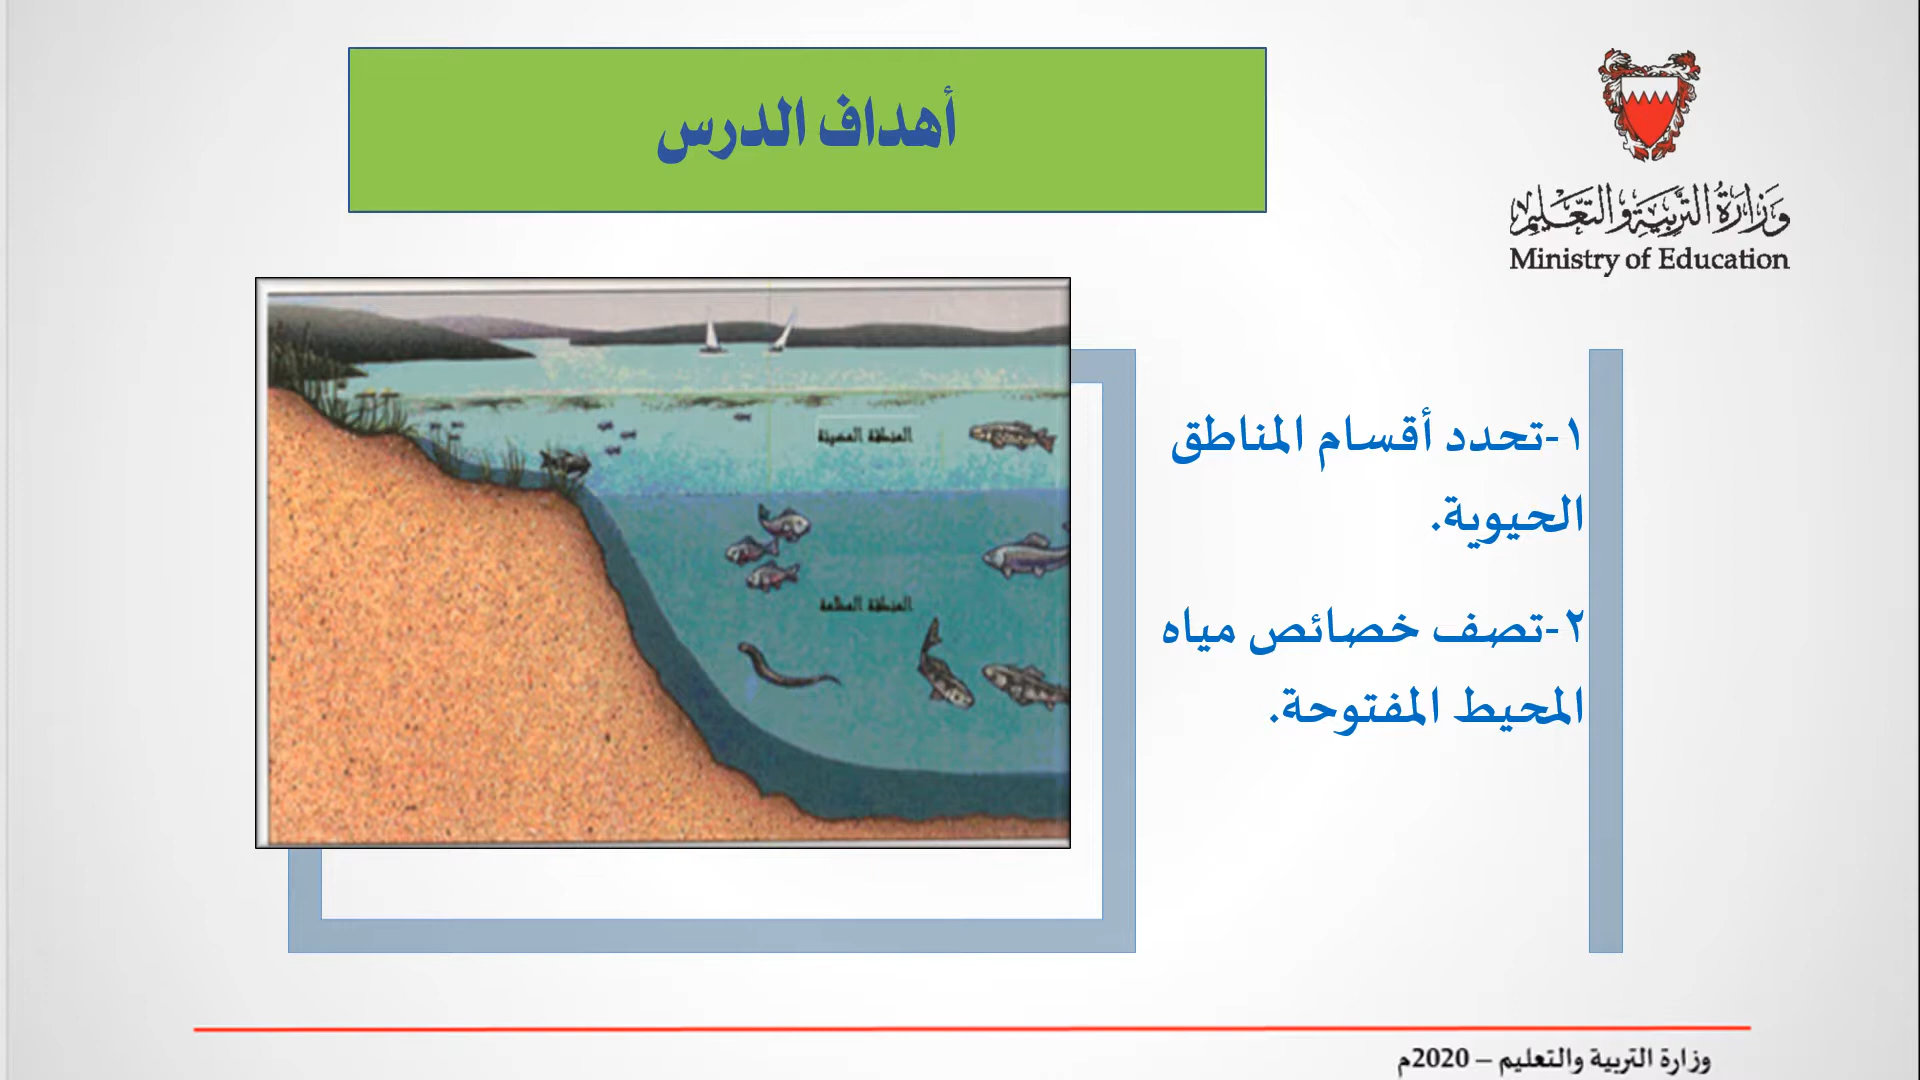 أهداف الدرس
وزارة التربية والتعليم
Ministry of Education
١-تحدد أقسام المناطق
الحيوية.
٢-تصف خصائص مياه
المحيط المفتوحة.
المنطقة المضيئة
المنطقة المظلمة
وزارة التربية والتعليم – 2020م